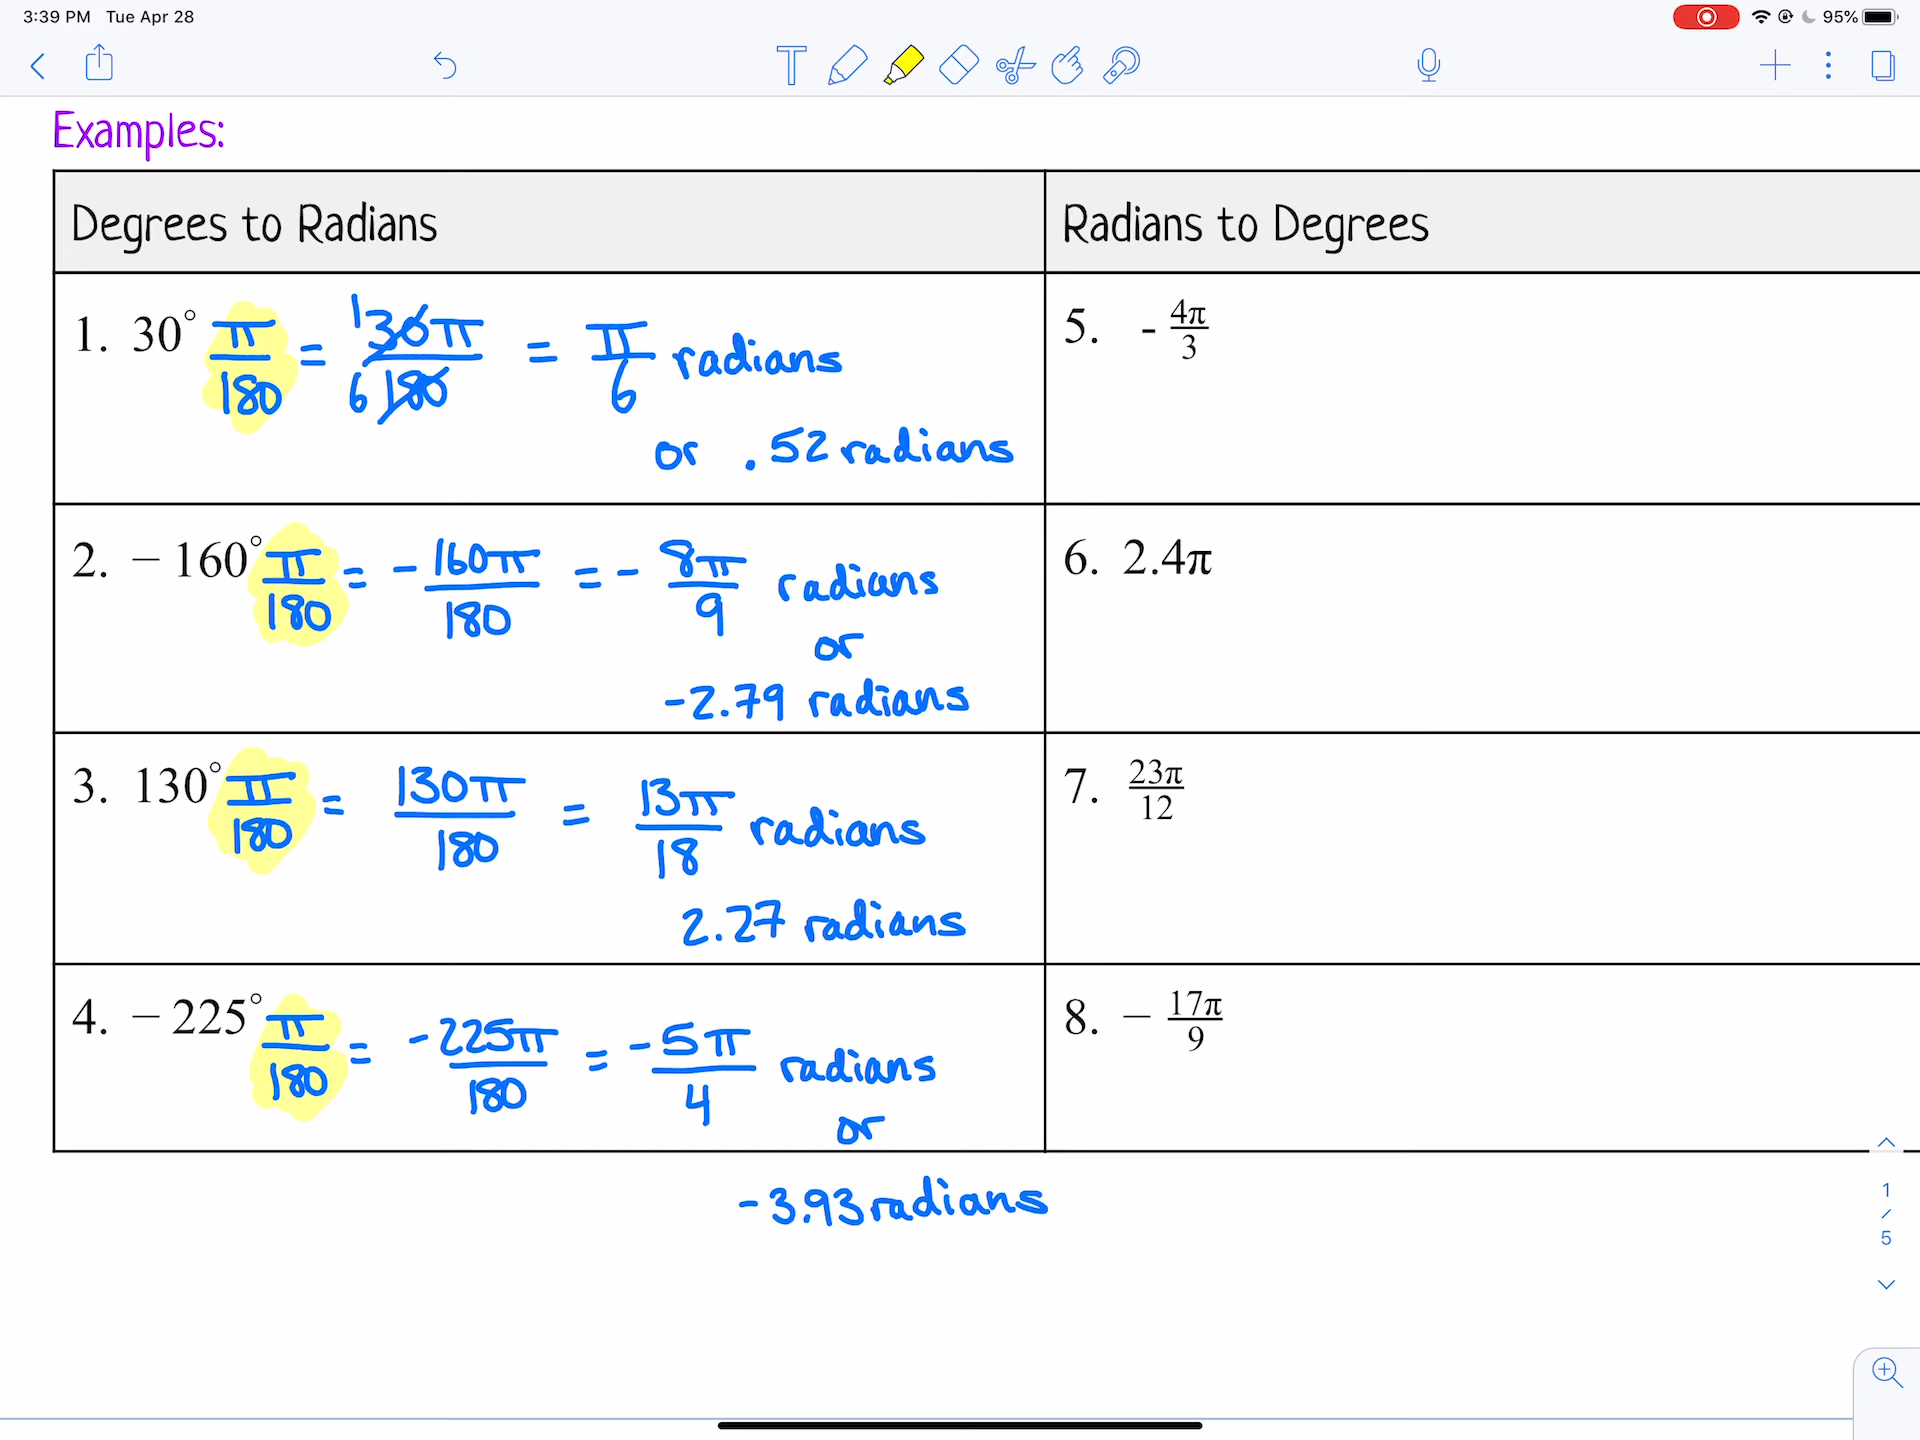 3:39 PM Tue Apr 28
95%
T
Examples:
Degrees to Radians
Radians to Degrees
1. 30° π/180 = 1 30π / 6 180 = π/6 radians
or .52 radians
5. - 4π/3
2. − 160° π/180 = - 160π/180 = - 8π/9 radians
or
-2.79 radians
6. 2.4π
3. 130° π/180 = 130π/180 = 13π/18 radians
2.27 radians
7. 23π/12
4. − 225° π/180 = -225π/180 = -5π/4 radians
or
-3.93 radians
8. − 17π/9
1
/
5